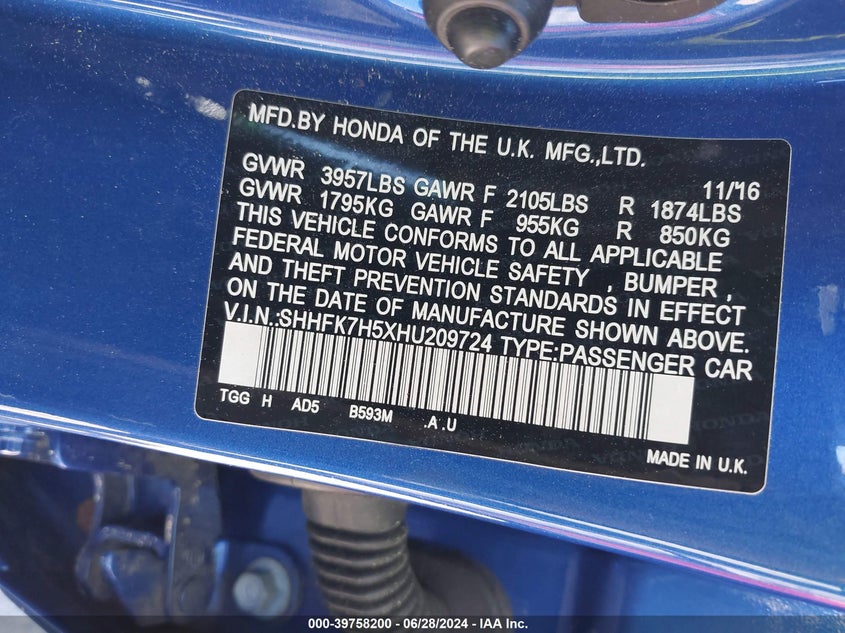 MFD.BY HONDA OF THE U.K. MFG.,LTD.
11/16
GVWR 3957LBS GAWR F 2105LBS R 1874LBS
GVWR 1795KG GAWR F 955KG R 850KG
THIS VEHICLE CONFORMS TO ALL APPLICABLE
FEDERAL MOTOR VEHICLE SAFETY , BUMPER ,
AND THEFT PREVENTION STANDARDS IN EFFECT
ON THE DATE OF MANUFACTURE SHOWN ABOVE.
V.I.N.:SHHFK7H5XHU209724 TYPE:PASSENGER CAR
TGG H AD5 B593M .A .U
MADE IN U.K.
000-39758200 - 06/28/2024 - IAA Inc.